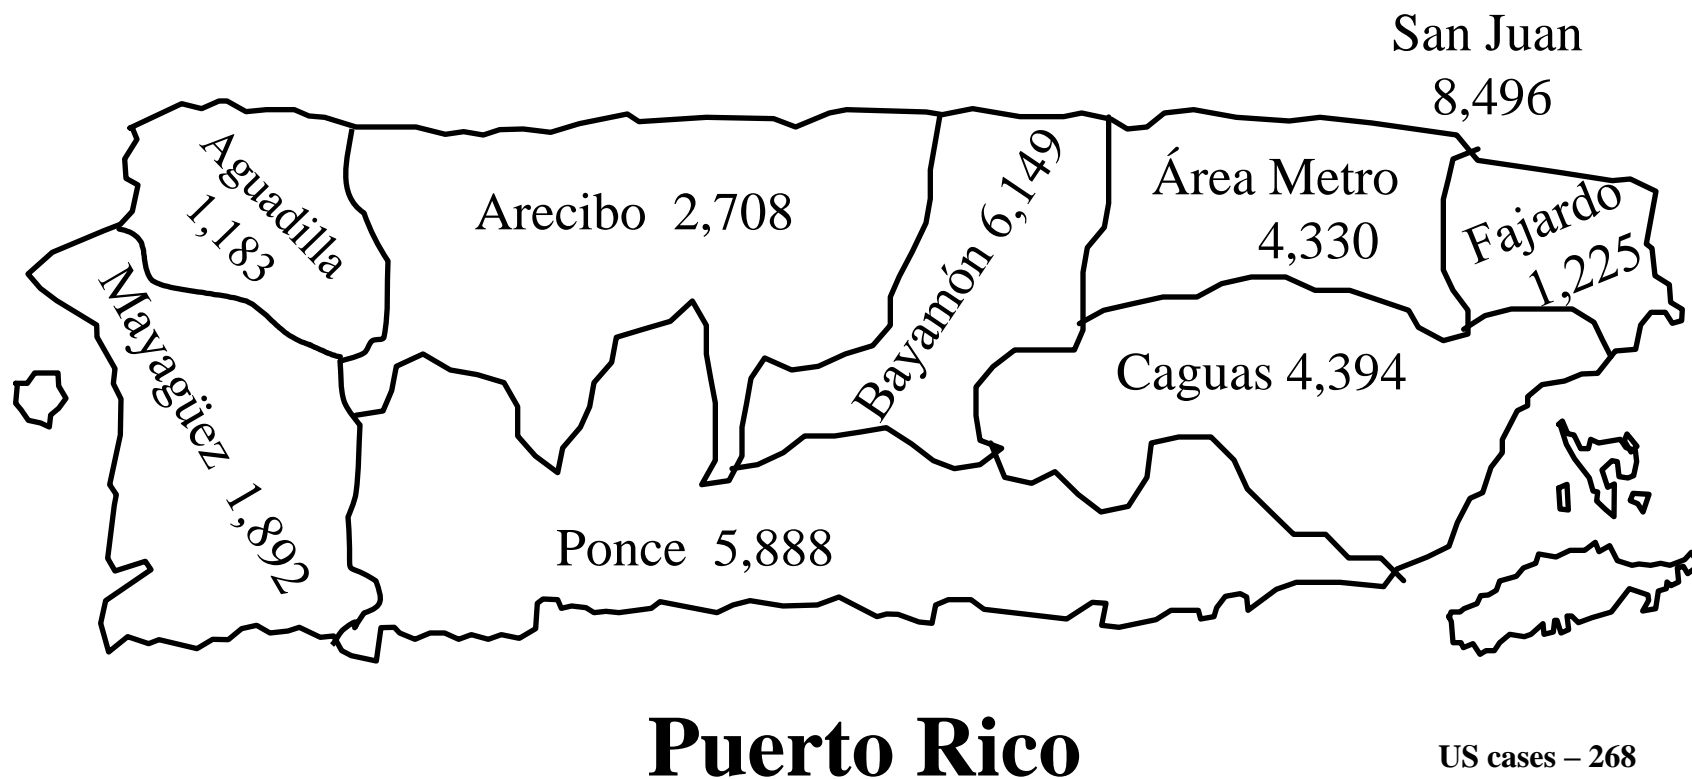 San Juan
8,496
Aguadilla
1,183
Arecibo 2,708
Bayamón 6,149
Área Metro
4,330
Fajardo
1,225
Mayagüez 1,892
Caguas 4,394
Ponce 5,888
Puerto Rico
US cases – 268